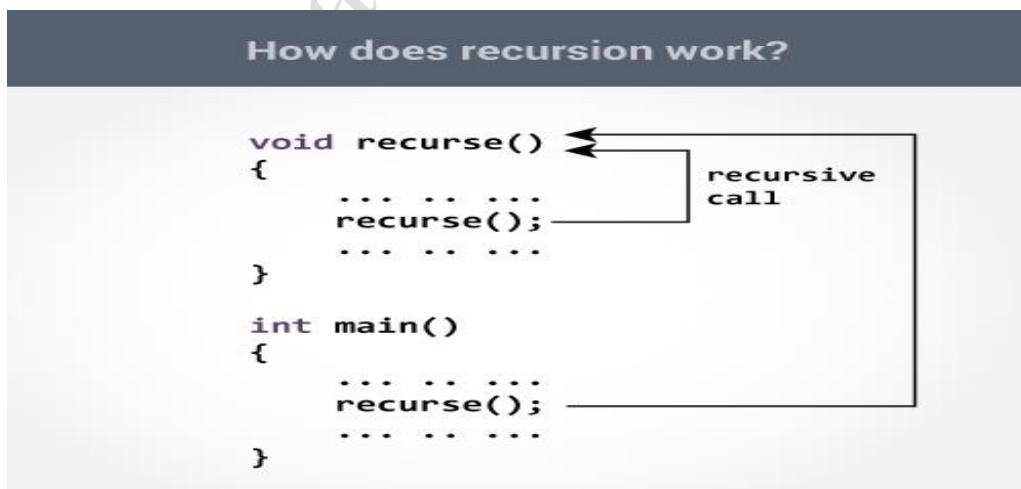 How does recursion work?
void recurse()
{
... .. ...
recurse();
... .. ...
}
recursive
call
int main()
{
... .. ...
recurse();
... .. ...
}